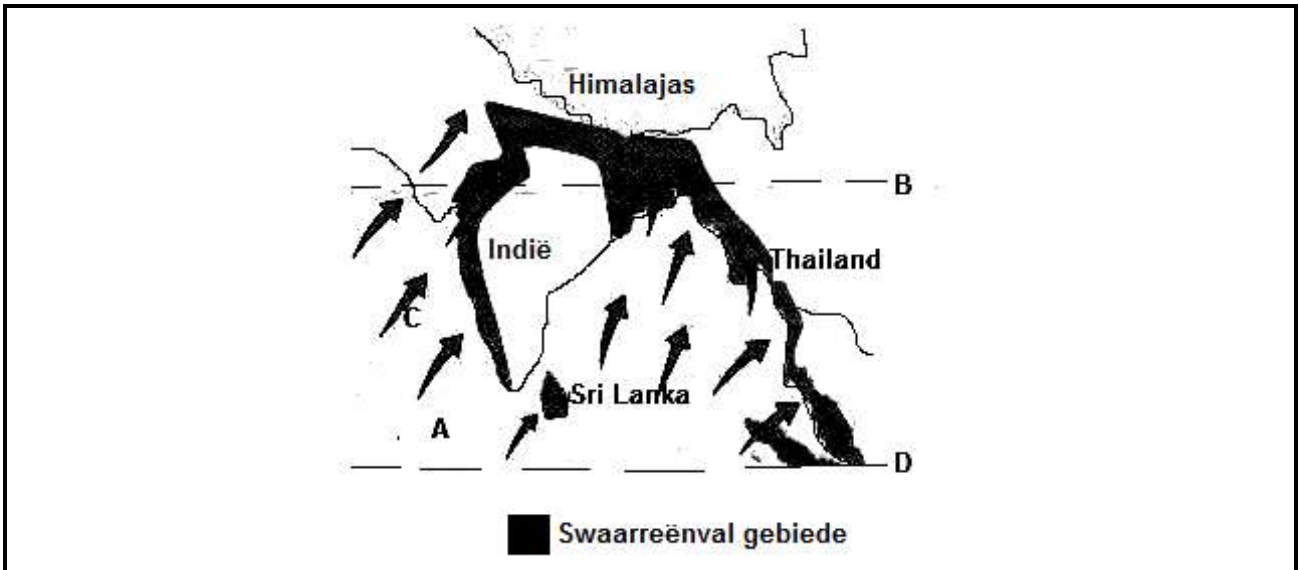 Himalajas
B
Indië
Thailand
C
Sri Lanka
A
D
Swaarreënval gebiede